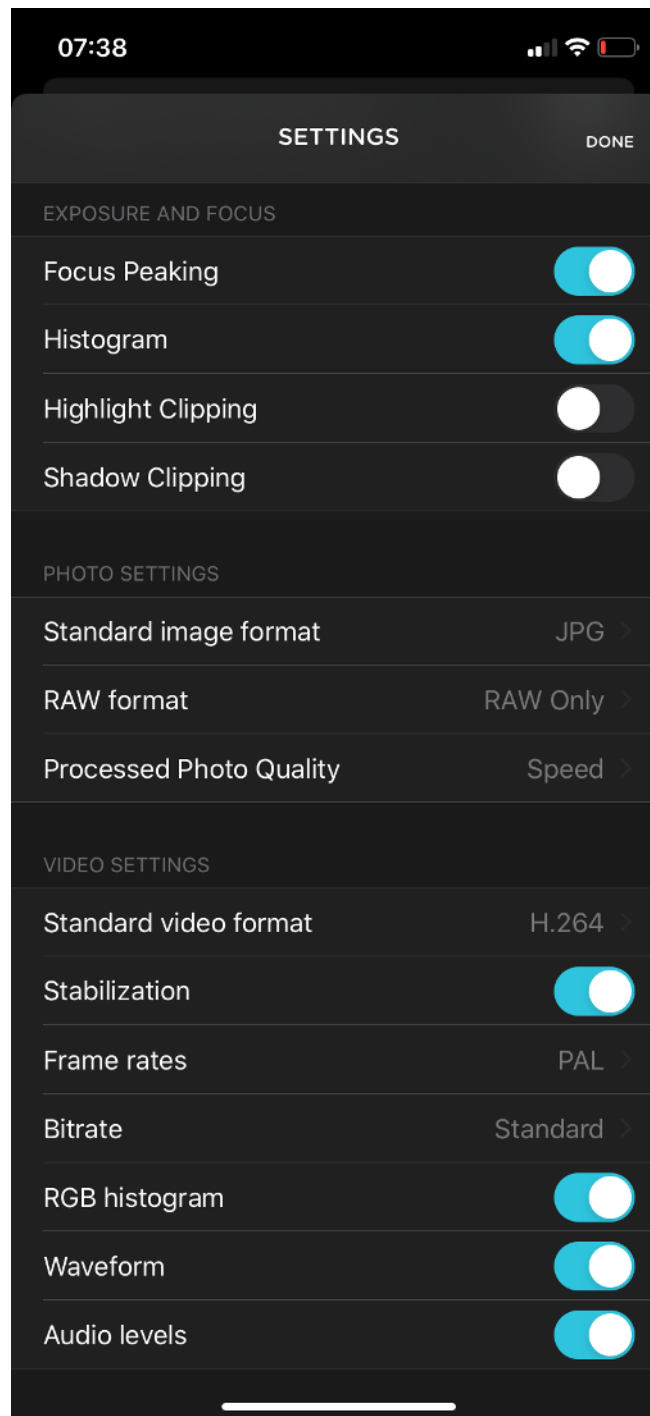 07:38
SETTINGS
DONE
EXPOSURE AND FOCUS
Focus Peaking
Histogram
Highlight Clipping
Shadow Clipping
PHOTO SETTINGS
Standard image format JPG
RAW format RAW Only
Processed Photo Quality Speed
VIDEO SETTINGS
Standard video format H.264
Stabilization
Frame rates PAL
Bitrate Standard
RGB histogram
Waveform
Audio levels